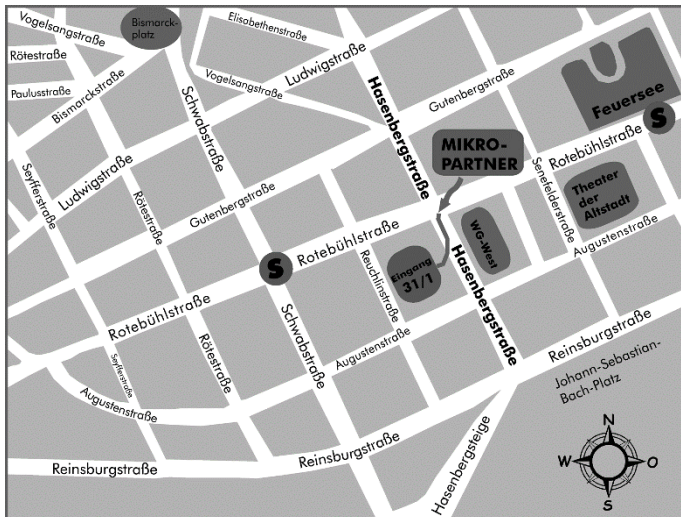 Vogelsangstraße
Rötestraße
Paulusstraße
Bismarckstraße
Bismarck-
platz
Elisabethenstraße
Ludwigstraße
Vogelsangstraße
Schwabstraße
Hasenbergstraße
Gutenbergstraße
Feuersee
S
Rotebühlstraße
MIKRO-
PARTNER
Senefelderstraße
Theater
der
Altstadt
Augustenstraße
Seyfferstraße
Ludwigstraße
Rötestraße
Gutenbergstraße
S
Rotebühlstraße
Reuchlinstraße
Eingang
31/1
WG-West
Hasenbergstraße
Rotebühlstraße
Seyfferstraße
Rötestraße
Schwabstraße
Augustenstraße
Reinsburgstraße
Johann-Sebastian-
Bach-Platz
Augustenstraße
Reinsburgstraße
Reinsburgstraße
Hasenbergsteige
N
W
O
S